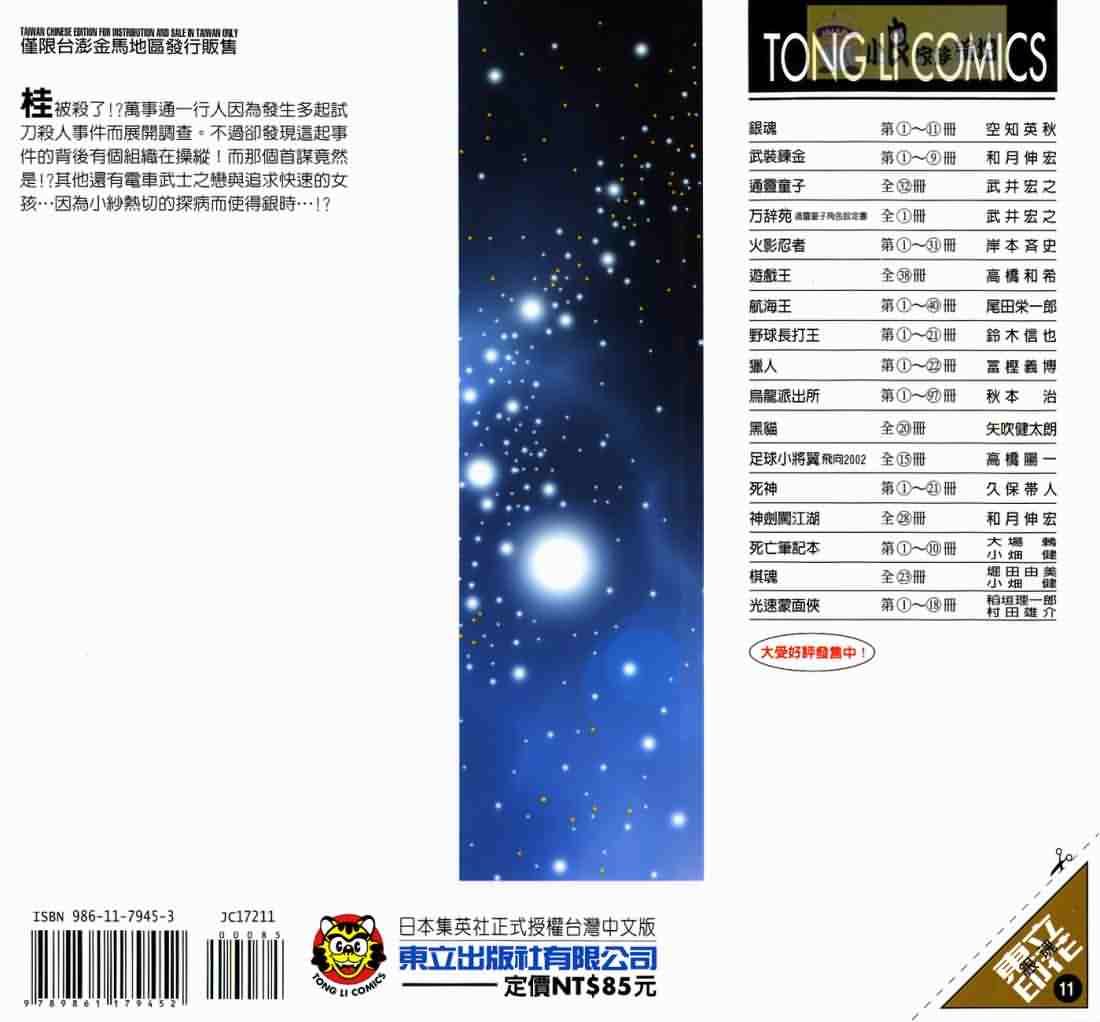 TAIWAN CHINESE EDITION FOR DISTRIBUTION AND SALE IN TAIWAN ONLY
僅限台澎金馬地區發行販售
桂被殺了!?萬事通一行人因為發生多起試
刀殺人事件而展開調查。不過卻發現這起事
件的背後有個組織在操縱！而那個首謀竟然
是!?其他還有電車武士之戀與追求快速的女
孩…因為小紗熱切的探病而使得銀時…!?
TONG LI COMICS
銀魂 第①～⑪冊 空知英秋
武裝鍊金 第①～⑨冊 和月伸宏
通靈童子 全㉜冊 武井宏之
万辞苑 通靈童子角色設定書 全①冊 武井宏之
火影忍者 第①～㉛冊 岸本斉史
遊戲王 全㊳冊 高橋和希
航海王 第①～㊵冊 尾田栄一郎
野球長打王 第①～㉑冊 鈴木信也
獵人 第①～㉒冊 冨樫義博
烏龍派出所 第①～97冊 秋本 治
黑貓 全⑳冊 矢吹健太朗
足球小將翼 飛向2002 全⑮冊 高橋陽一
死神 第①～㉑冊 久保帯人
神劍闖江湖 全㉘冊 和月伸宏
死亡筆記本 第①～⑩冊 大場 鶇
小畑 健
棋魂 全㉓冊 堀田由美
小畑 健
光速蒙面俠 第①～⑱冊 稻垣理一郎
村田雄介
大受好評發售中！
ISBN 986-11-7945-3
9789861179452
JC17211
00085
TONG LI COMICS
日本集英社正式授權台灣中文版
東立出版社有限公司
定價NT$85元
東立
銀魂
11